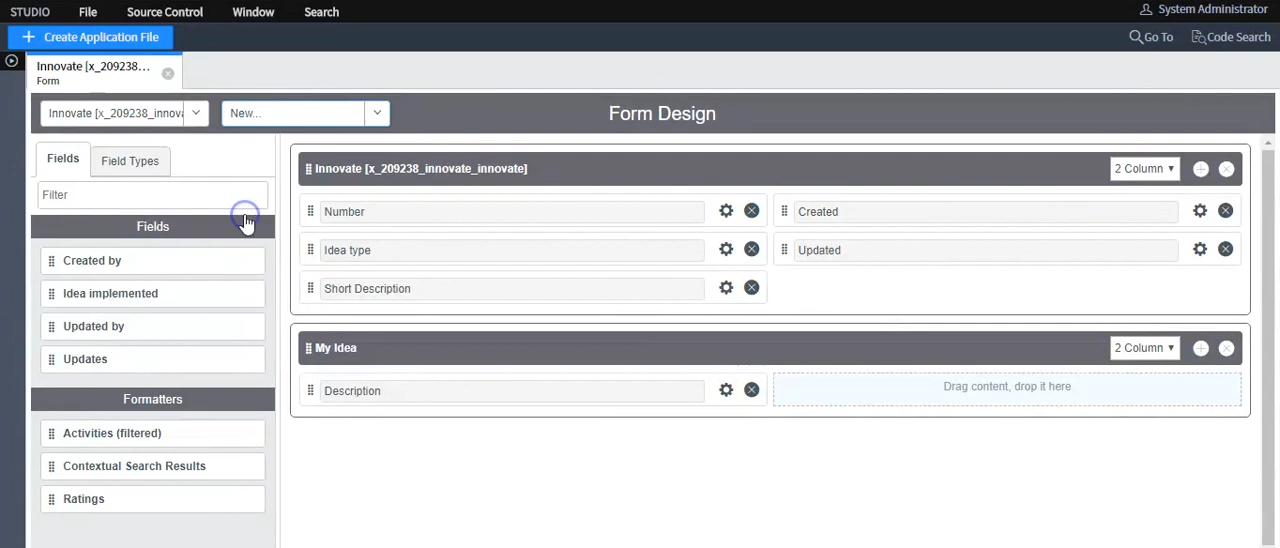 STUDIO File Source Control Window Search System Administrator
+ Create Application File Go To Code Search
Innovate [x_209238...
Form
Innovate [x_209238_innova New... Form Design
Fields Field Types
Filter
Fields
Created by
Idea implemented
Updated by
Updates
Formatters
Activities (filtered)
Contextual Search Results
Ratings
Innovate [x_209238_innovate_innovate] 2 Column
Number Created
Idea type Updated
Short Description
My Idea 2 Column
Description Drag content, drop it here